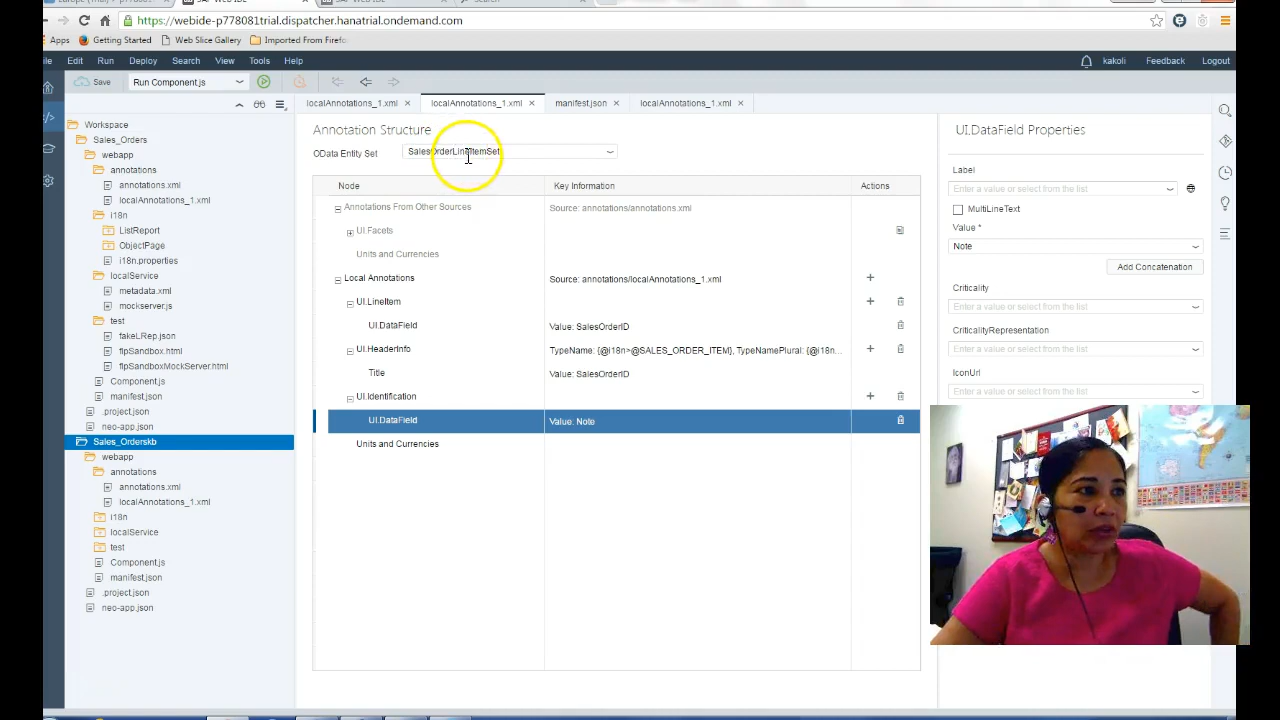 https://webide-p778081trial.dispatcher.hanatrial.ondemand.com
Apps Getting Started Web Slice Gallery Imported From Firefo
Edit Run Deploy Search View Tools Help kakoli Feedback Logout
Save Run Component.js
localAnnotations_1.xml localAnnotations_1.xml manifest.json localAnnotations_1.xml
Workspace
Sales_Orders
webapp
annotations
annotations.xml
localAnnotations_1.xml
i18n
ListReport
ObjectPage
i18n.properties
localService
metadata.xml
mockserver.js
test
fakeLRep.json
flpSandbox.html
flpSandboxMockServer.html
Component.js
manifest.json
.project.json
neo-app.json
Sales_Orderskb
webapp
annotations
annotations.xml
localAnnotations_1.xml
i18n
localService
test
Component.js
manifest.json
.project.json
neo-app.json
Annotation Structure
OData Entity Set SalesOrderLineItemSet
Node Key Information Actions
Annotations From Other Sources Source: annotations/annotations.xml
UI.Facets
Units and Currencies
Local Annotations Source: annotations/localAnnotations_1.xml
UI.LineItem
UI.DataField Value: SalesOrderID
UI.HeaderInfo TypeName: {@i18n>@SALES_ORDER_ITEM}, TypeNamePlural: {@i18n...
Title Value: SalesOrderID
UI.Identification
UI.DataField Value: Note
Units and Currencies
UI.DataField Properties
Label
Enter a value or select from the list
MultiLineText
Value *
Note
Add Concatenation
Criticality
Enter a value or select from the list
CriticalityRepresentation
Enter a value or select from the list
IconUrl
Enter a value or select from the list